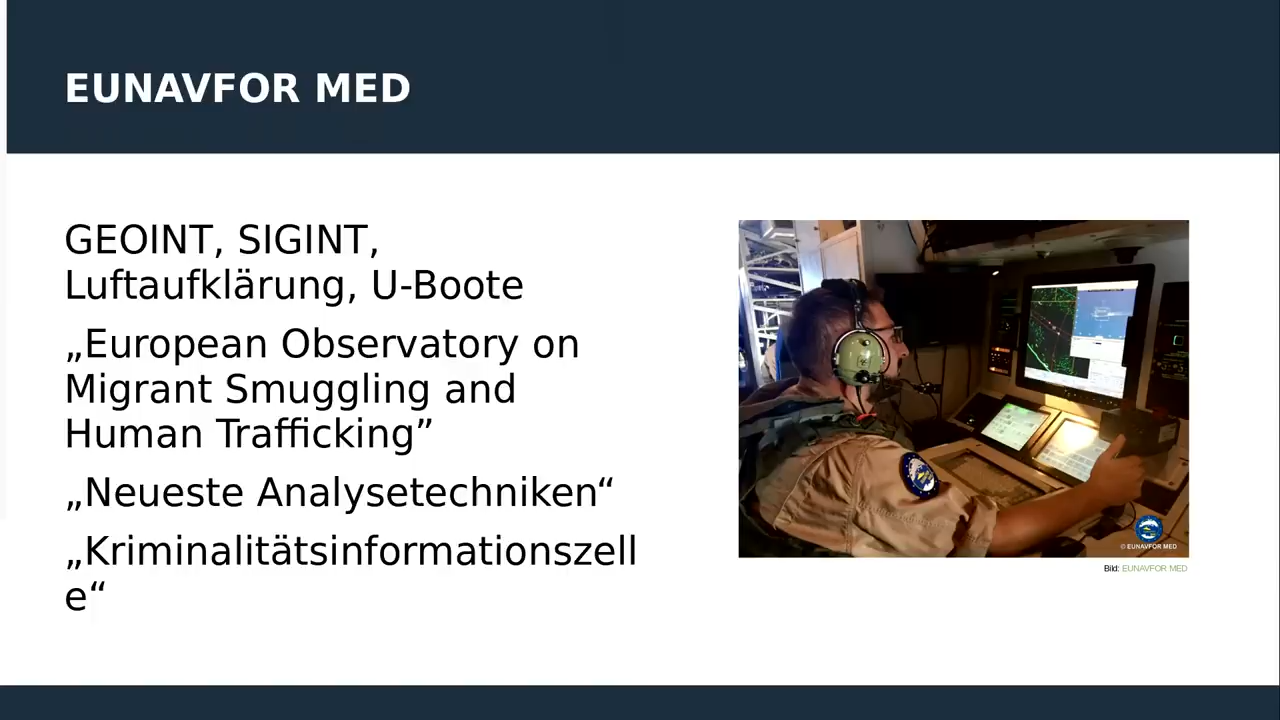 EUNAVFOR MED
GEOINT, SIGINT,
Luftaufklärung, U-Boote
„European Observatory on
Migrant Smuggling and
Human Trafficking”
„Neueste Analysetechniken“
„Kriminalitätsinformationszell
e“
© EUNAVFOR MED
Bild: EUNAVFOR MED